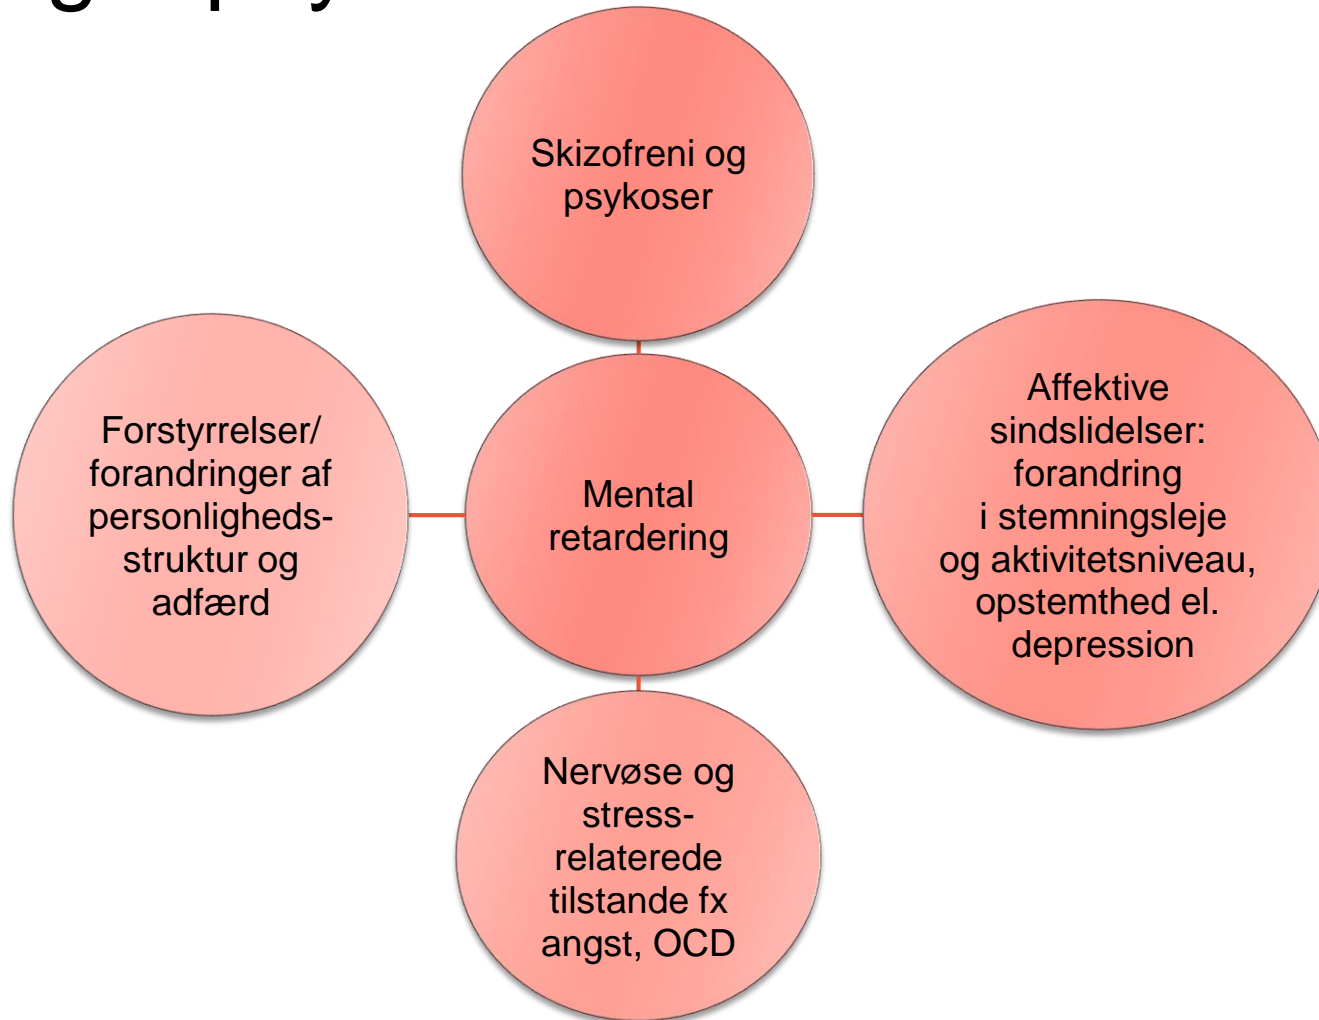 Skizofreni og
psykoser
Forstyrrelser/
forandringer af
personligheds-
struktur og
adfærd
Mental
retardering
Affektive
sindslidelser:
forandring
i stemningsleje
og aktivitetsniveau,
opstemthed el.
depression
Nervøse og
stress-
relaterede
tilstande fx
angst, OCD